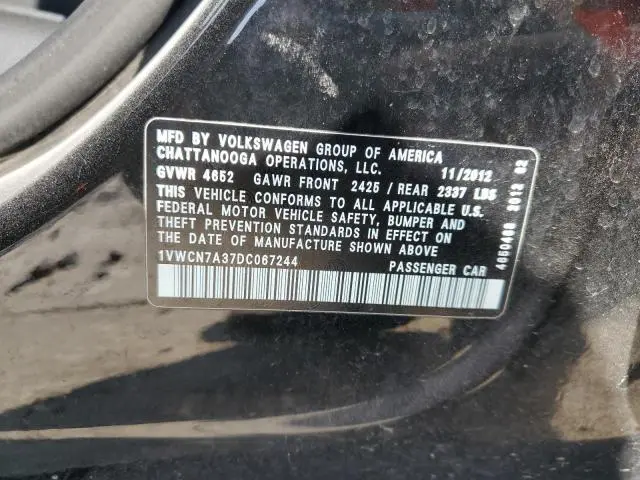 MFD BY VOLKSWAGEN GROUP OF AMERICA
CHATTANOOGA OPERATIONS, LLC. 11/2012
GVWR 4652 GAWR FRONT 2425 / REAR 2337 LBS
THIS VEHICLE CONFORMS TO ALL APPLICABLE U.S.
FEDERAL MOTOR VEHICLE SAFETY, BUMPER AND
THEFT PREVENTION STANDARDS IN EFFECT ON
THE DATE OF MANUFACTURE SHOWN ABOVE
1VWCN7A37DC067244 PASSENGER CAR
2012 02